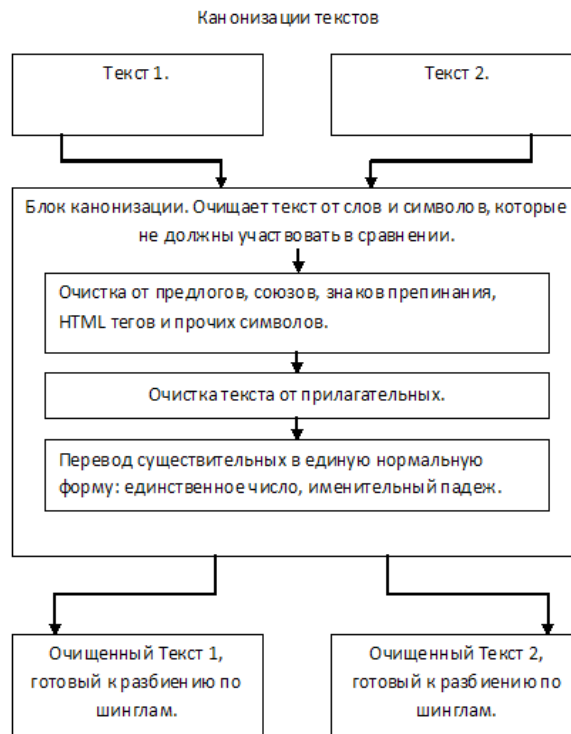 Канонизации текстов
Текст 1.
Текст 2.
Блок канонизации. Очищает текст от слов и символов, которые
не должны участвовать в сравнении.
Очистка от предлогов, союзов, знаков препинания,
HTML тегов и прочих символов.
Очистка текста от прилагательных.
Перевод существительных в единую нормальную
форму: единственное число, именительный падеж.
Очищенный Текст 1,
готовый к разбиению по
шинглам.
Очищенный Текст 2,
готовый к разбиению по
шинглам.